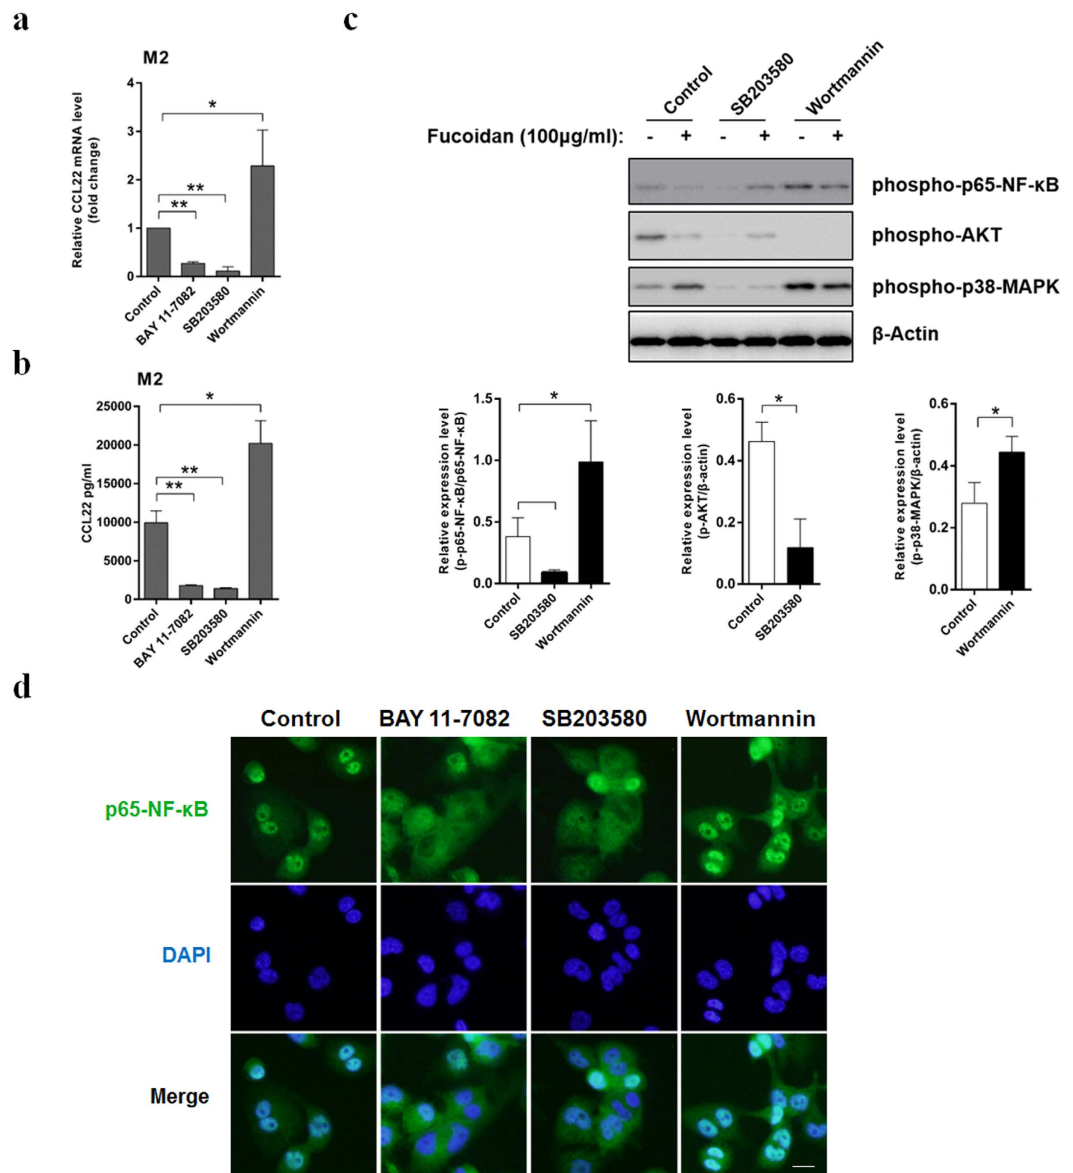 a
M2
Relative CCL22 mRNA level
(fold change)
4
3
2
1
0
*
**
**
Control
BAY 11-7082
SB203580
Wortmannin
b
M2
CCL22 pg/ml
25000
20000
15000
10000
5000
0
*
**
**
Control
BAY 11-7082
SB203580
Wortmannin
c
Control
SB203580
Wortmannin
Fucoidan (100µg/ml): - + - + - +
phospho-p65-NF-κB
phospho-AKT
phospho-p38-MAPK
β-Actin
Relative expression level
(p-p65-NF-κB/p65-NF-κB)
1.5
1.0
0.5
0.0
*
Control
SB203580
Wortmannin
Relative expression level
(p-AKT/β-actin)
0.6
0.4
0.2
0.0
*
Control
SB203580
Relative expression level
(p-p38-MAPK/β-actin)
0.6
0.4
0.2
0.0
*
Control
Wortmannin
d
Control BAY 11-7082 SB203580 Wortmannin
p65-NF-κB
DAPI
Merge